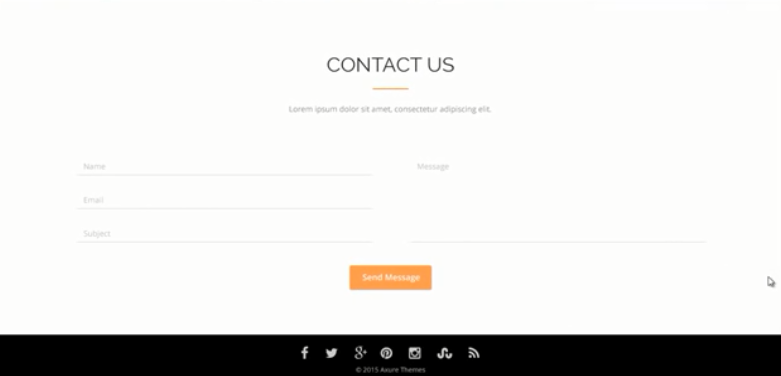 CONTACT US
Lorem ipsum dolor sit amet, consectetur adipiscing elit.
Name
Message
Email
Subject
Send Message
© 2015 Axure Themes